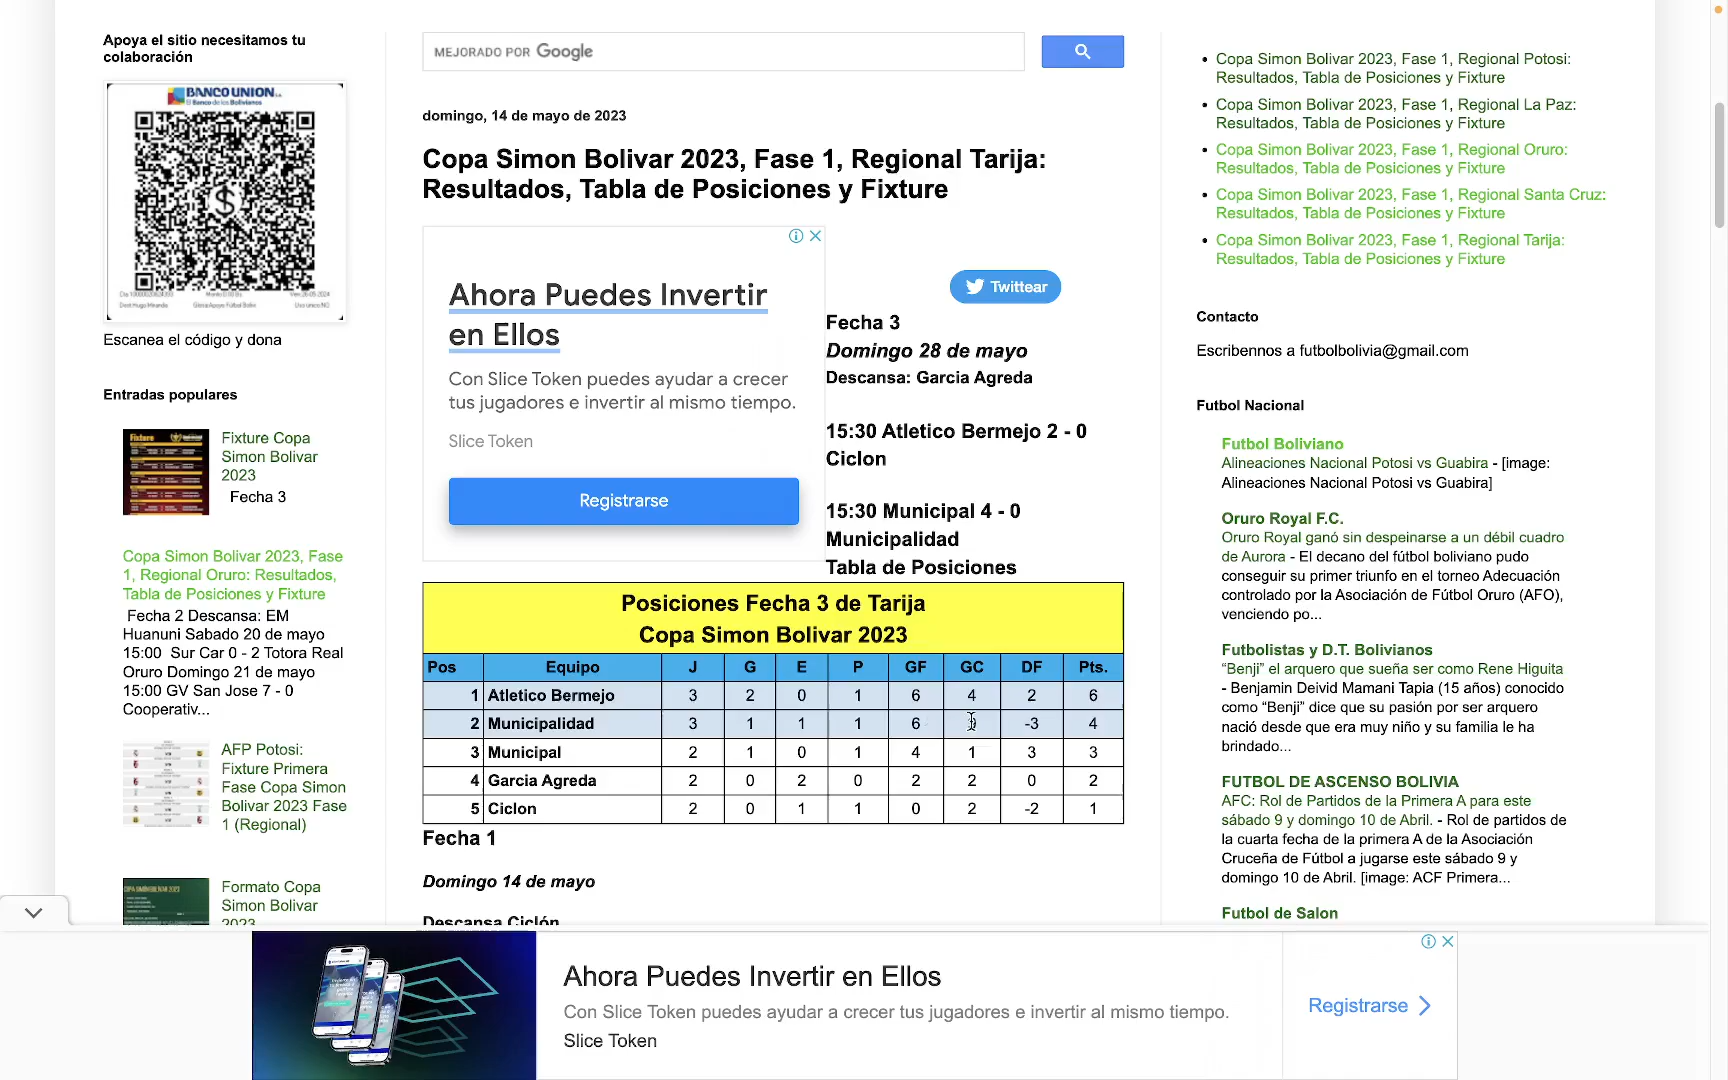 Apoya el sitio necesitamos tu
colaboración
BANCO UNION S.A.
El Banco de los Bolivianos
Escanea el código y dona
Entradas populares
Fixture Copa
Simon Bolivar
2023
Fecha 3
Copa Simon Bolivar 2023, Fase
1, Regional Oruro: Resultados,
Tabla de Posiciones y Fixture
Fecha 2 Descansa: EM
Huanuni Sabado 20 de mayo
15:00 Sur Car 0 - 2 Totora Real
Oruro Domingo 21 de mayo
15:00 GV San Jose 7 - 0
Cooperativ...
AFP Potosi:
Fixture Primera
Fase Copa Simon
Bolivar 2023 Fase
1 (Regional)
Formato Copa
Simon Bolivar
2023
MEJORADO POR Google
domingo, 14 de mayo de 2023
Copa Simon Bolivar 2023, Fase 1, Regional Tarija:
Resultados, Tabla de Posiciones y Fixture
Ahora Puedes Invertir
en Ellos
Con Slice Token puedes ayudar a crecer
tus jugadores e invertir al mismo tiempo.
Slice Token
Registrarse
Twittear
Fecha 3
Domingo 28 de mayo
Descansa: Garcia Agreda
15:30 Atletico Bermejo 2 - 0
Ciclon
15:30 Municipal 4 - 0
Municipalidad
Tabla de Posiciones
Posiciones Fecha 3 de Tarija
Copa Simon Bolivar 2023
Pos Equipo J G E P GF GC DF Pts.
1 Atletico Bermejo 3 2 0 1 6 4 2 6
2 Municipalidad 3 1 1 1 6 -3 4
3 Municipal 2 1 0 1 4 1 3 3
4 Garcia Agreda 2 0 2 0 2 2 0 2
5 Ciclon 2 0 1 1 0 2 -2 1
Fecha 1
Domingo 14 de mayo
Descansa Ciclón
Copa Simon Bolivar 2023, Fase 1, Regional Potosi:
Resultados, Tabla de Posiciones y Fixture
Copa Simon Bolivar 2023, Fase 1, Regional La Paz:
Resultados, Tabla de Posiciones y Fixture
Copa Simon Bolivar 2023, Fase 1, Regional Oruro:
Resultados, Tabla de Posiciones y Fixture
Copa Simon Bolivar 2023, Fase 1, Regional Santa Cruz:
Resultados, Tabla de Posiciones y Fixture
Copa Simon Bolivar 2023, Fase 1, Regional Tarija:
Resultados, Tabla de Posiciones y Fixture
Contacto
Escribennos a futbolbolivia@gmail.com
Futbol Nacional
Futbol Boliviano
Alineaciones Nacional Potosi vs Guabira - [image:
Alineaciones Nacional Potosi vs Guabira]
Oruro Royal F.C.
Oruro Royal ganó sin despeinarse a un débil cuadro
de Aurora - El decano del fútbol boliviano pudo
conseguir su primer triunfo en el torneo Adecuación
controlado por la Asociación de Fútbol Oruro (AFO),
venciendo po...
Futbolistas y D.T. Bolivianos
“Benji” el arquero que sueña ser como Rene Higuita
- Benjamin Deivid Mamani Tapia (15 años) conocido
como “Benji” dice que su pasión por ser arquero
nació desde que era muy niño y su familia le ha
brindado...
FUTBOL DE ASCENSO BOLIVIA
AFC: Rol de Partidos de la Primera A para este
sábado 9 y domingo 10 de Abril. - Rol de partidos de
la cuarta fecha de la primera A de la Asociación
Cruceña de Fútbol a jugarse este sábado 9 y
domingo 10 de Abril. [image: ACF Primera...
Futbol de Salon
Ahora Puedes Invertir en Ellos
Con Slice Token puedes ayudar a crecer tus jugadores e invertir al mismo tiempo.
Slice Token
Registrarse